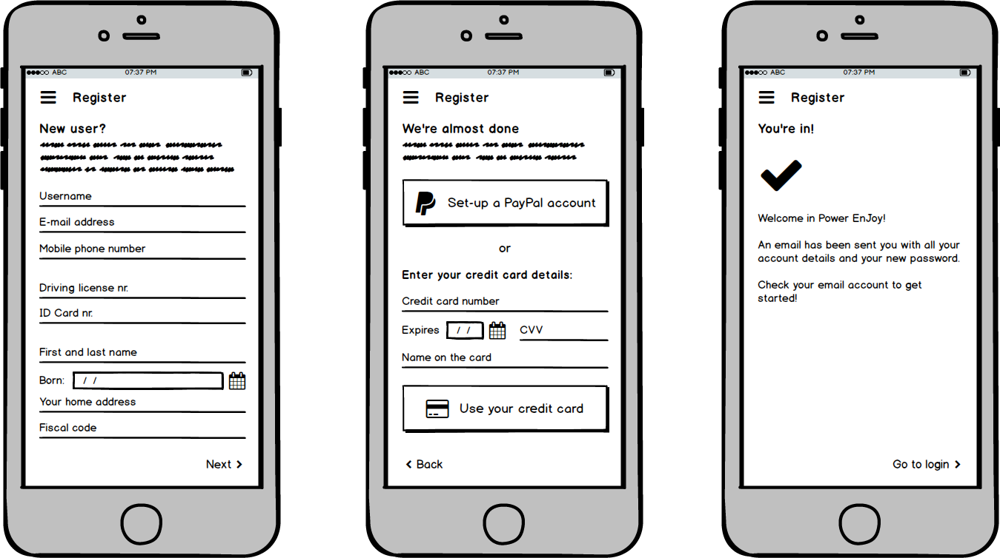 ABC 07:37 PM
Register
New user?
Username
E-mail address
Mobile phone number
Driving license nr.
ID Card nr.
First and last name
Born: / /
Your home address
Fiscal code
Next
ABC 07:37 PM
Register
We're almost done
Set-up a PayPal account
or
Enter your credit card details:
Credit card number
Expires / / CVV
Name on the card
Use your credit card
Back
ABC 07:37 PM
Register
You're in!
Welcome in Power EnJoy!
An email has been sent you with all your
account details and your new password.
Check your email account to get
started!
Go to login